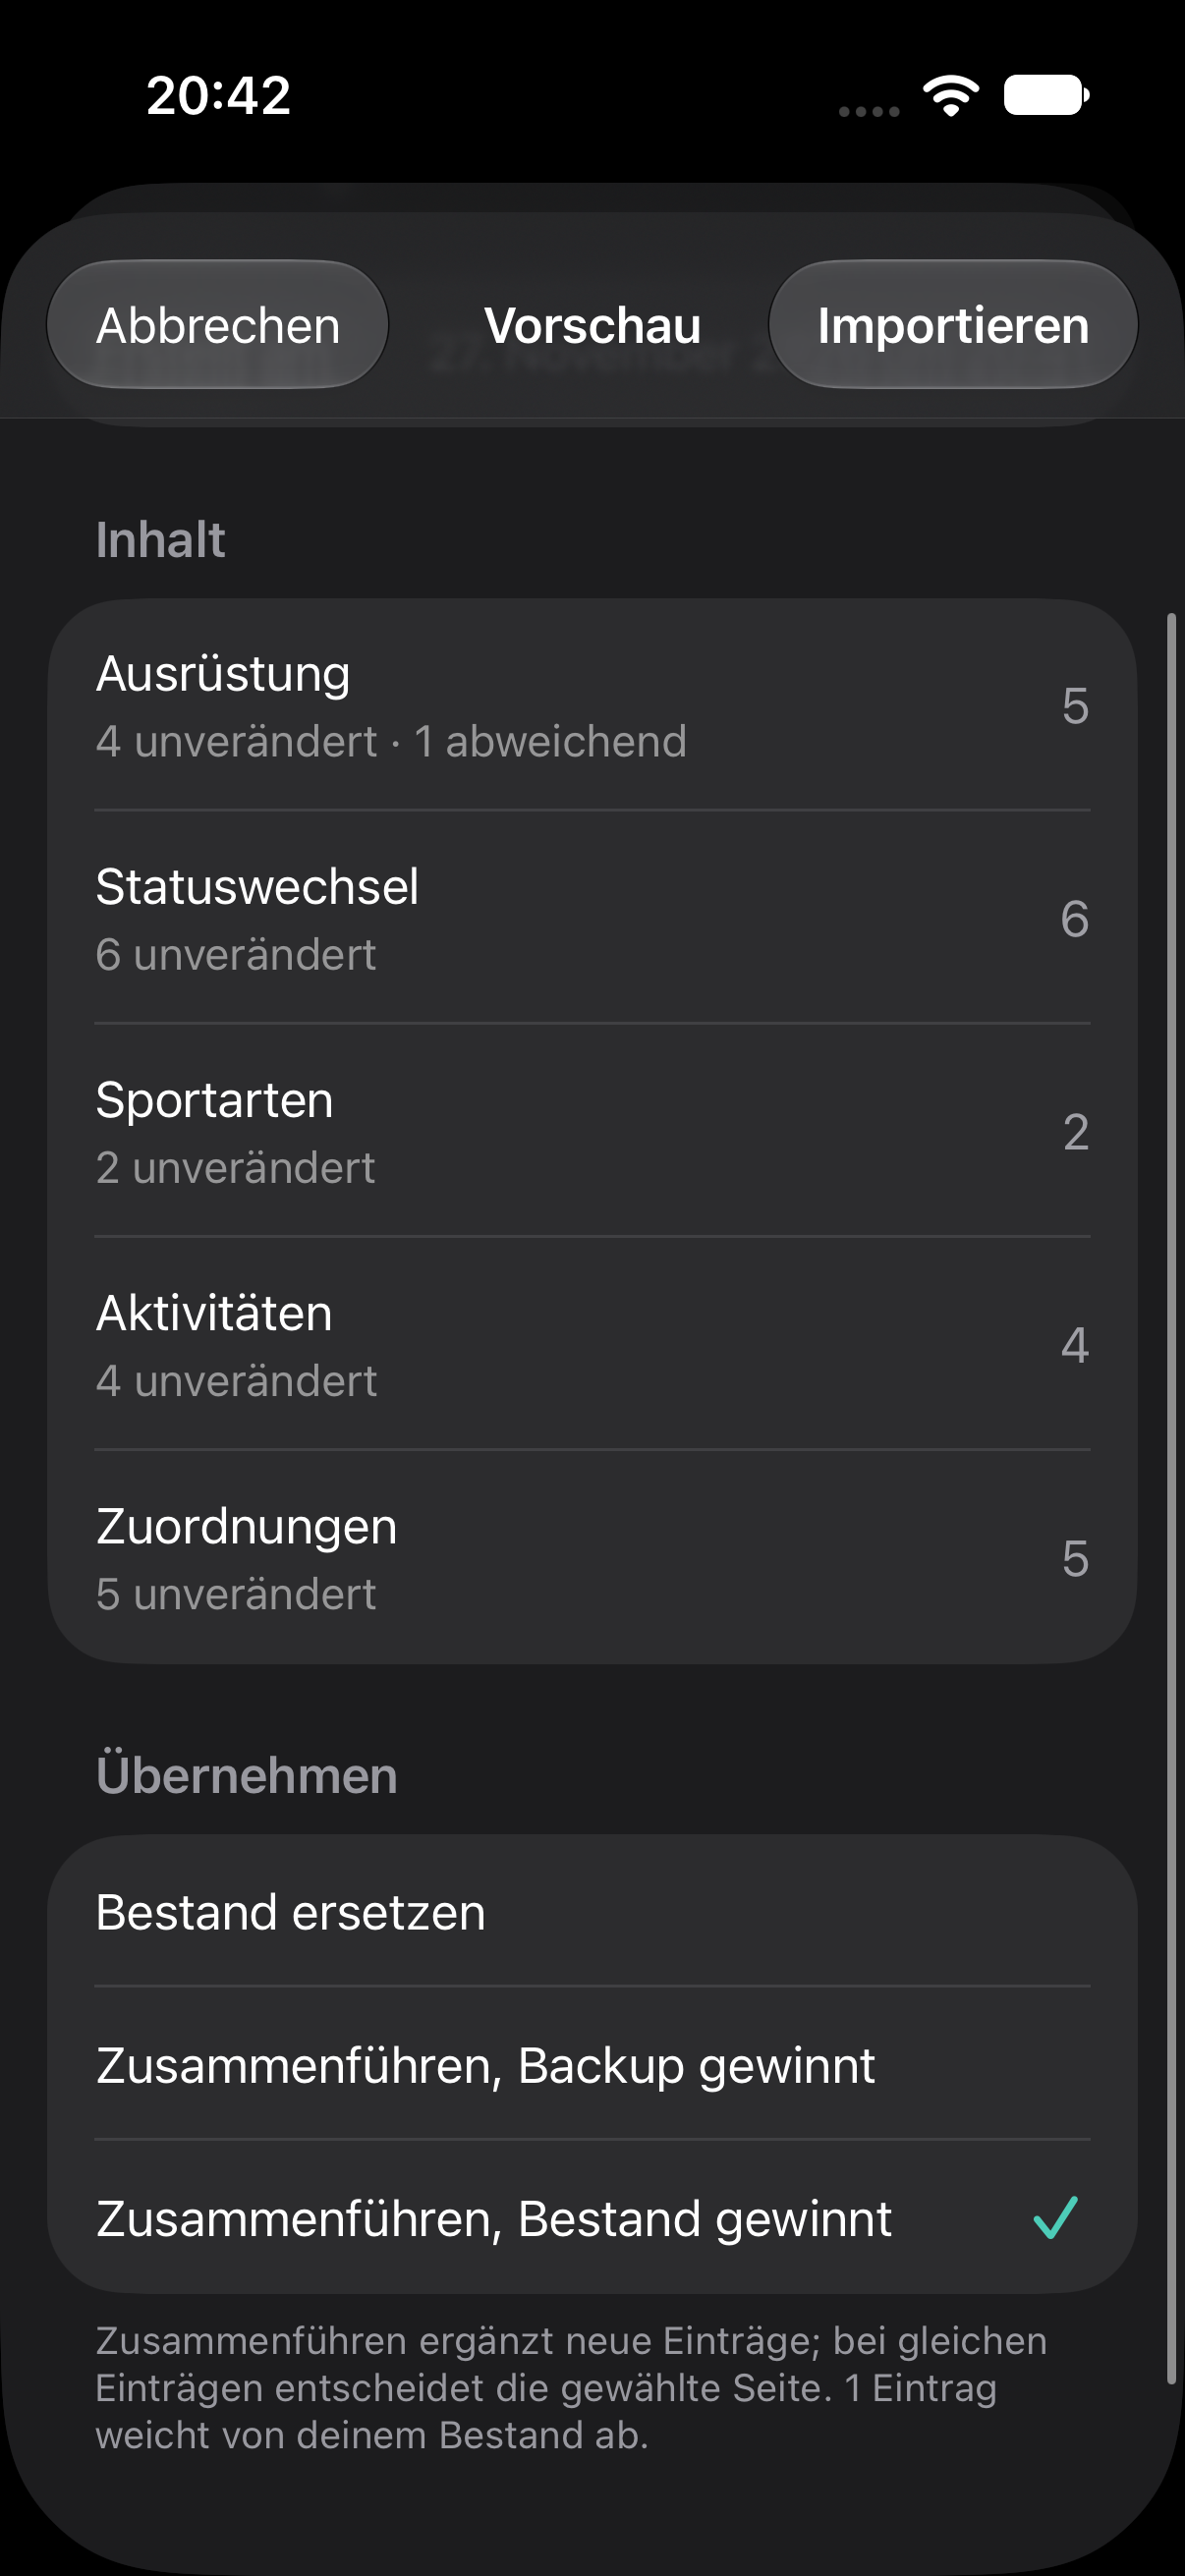 20:42
Abbrechen
Vorschau
Importieren
27. November
Inhalt
Ausrüstung
4 unverändert · 1 abweichend
5
Statuswechsel
6 unverändert
6
Sportarten
2 unverändert
2
Aktivitäten
4 unverändert
4
Zuordnungen
5 unverändert
5
Übernehmen
Bestand ersetzen
Zusammenführen, Backup gewinnt
Zusammenführen, Bestand gewinnt
Zusammenführen ergänzt neue Einträge; bei gleichen
Einträgen entscheidet die gewählte Seite. 1 Eintrag
weicht von deinem Bestand ab.